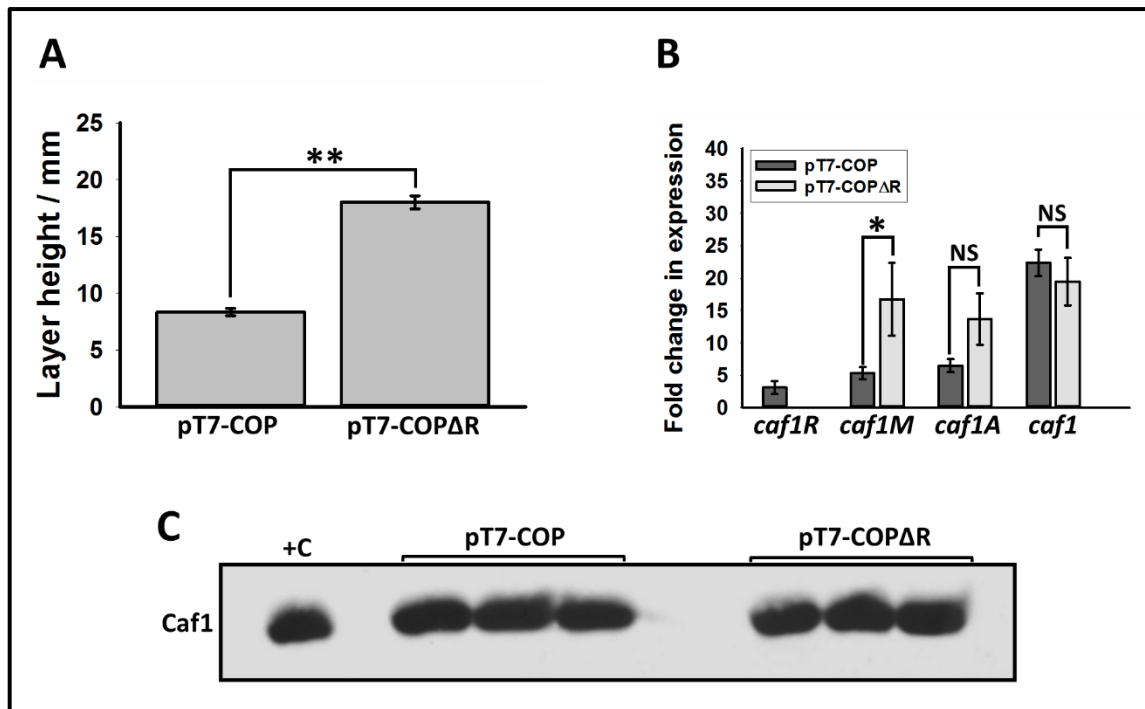 A
Layer height / mm
25
20
15
10
5
0
**
pT7-COP
pT7-COPΔR
B
Fold change in expression
40
35
30
25
20
15
10
5
0
pT7-COP
pT7-COPΔR
*
NS
NS
caf1R
caf1M
caf1A
caf1
C
+C
pT7-COP
pT7-COPΔR
Caf1